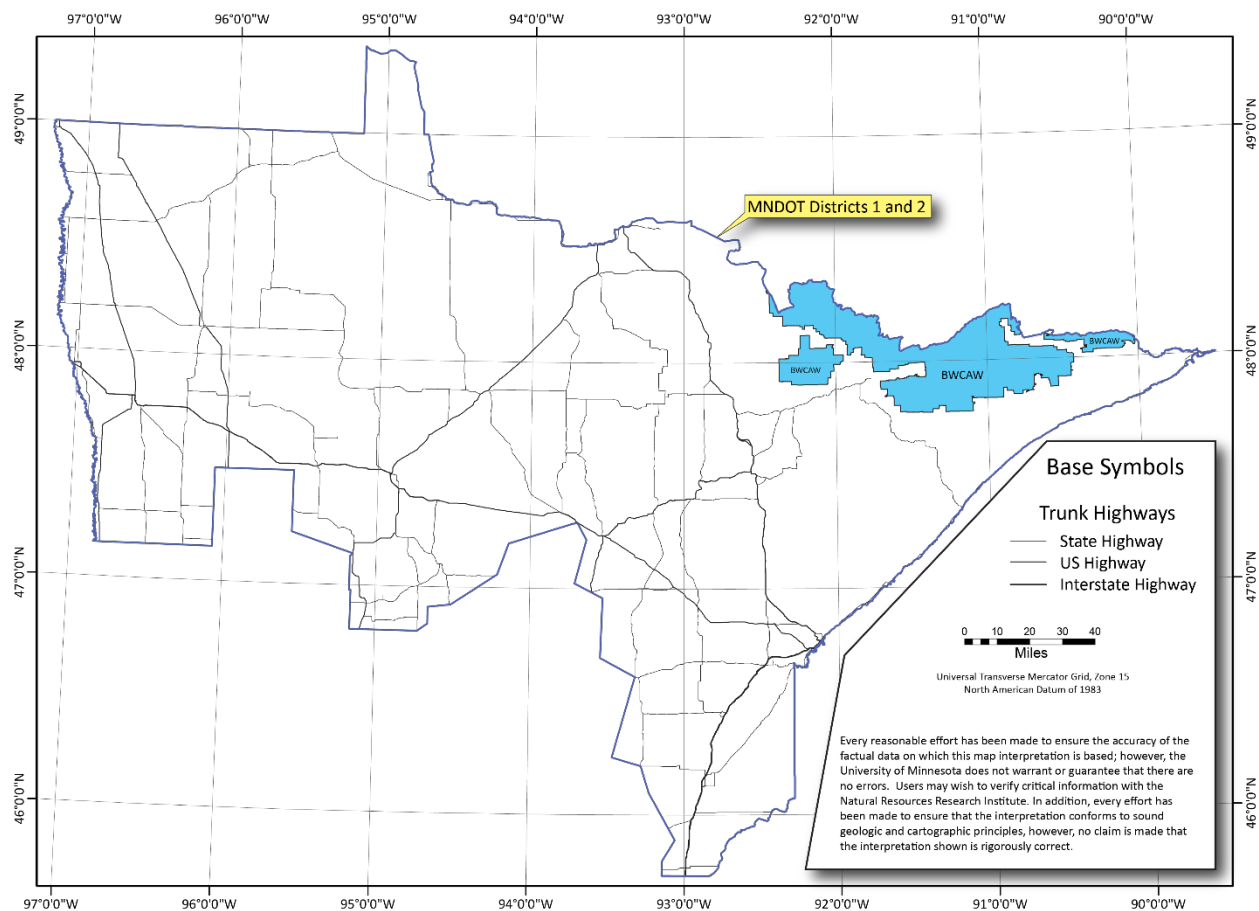 97°0'0"W 96°0'0"W 95°0'0"W 94°0'0"W 93°0'0"W 92°0'0"W 91°0'0"W 90°0'0"W
49°0'0"N
49°0'0"N
MNDOT Districts 1 and 2
48°0'0"N
48°0'0"N
BWCAW
BWCAW
BWCAW
Base Symbols
Trunk Highways
State Highway
US Highway
Interstate Highway
47°0'0"N
47°0'0"N
0 10 20 30 40
Miles
Universal Transverse Mercator Grid, Zone 15
North American Datum of 1983
Every reasonable effort has been made to ensure the accuracy of the
factual data on which this map interpretation is based; however, the
University of Minnesota does not warrant or guarantee that there are
no errors. Users may wish to verify critical information with the
Natural Resources Research Institute. In addition, every effort has
been made to ensure that the interpretation conforms to sound
geologic and cartographic principles, however, no claim is made that
the interpretation shown is rigorously correct.
46°0'0"N
46°0'0"N
97°0'0"W 96°0'0"W 95°0'0"W 94°0'0"W 93°0'0"W 92°0'0"W 91°0'0"W 90°0'0"W